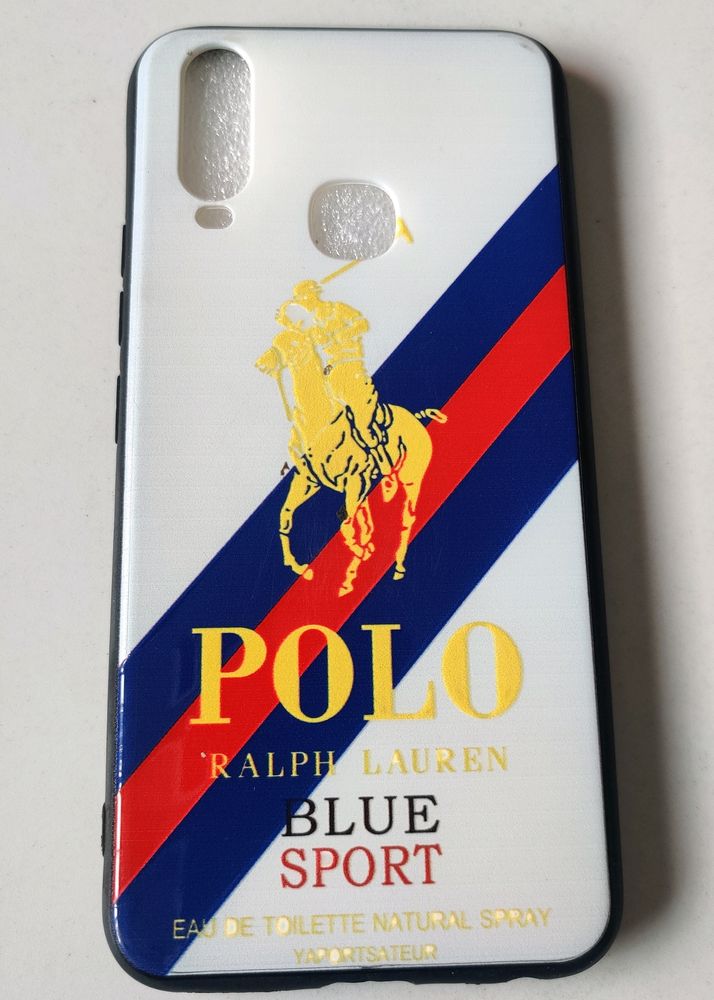 POLO
RALPH LAUREN
BLUE
SPORT
EAU DE TOILETTE NATURAL SPRAY
YAPORTSATEUR